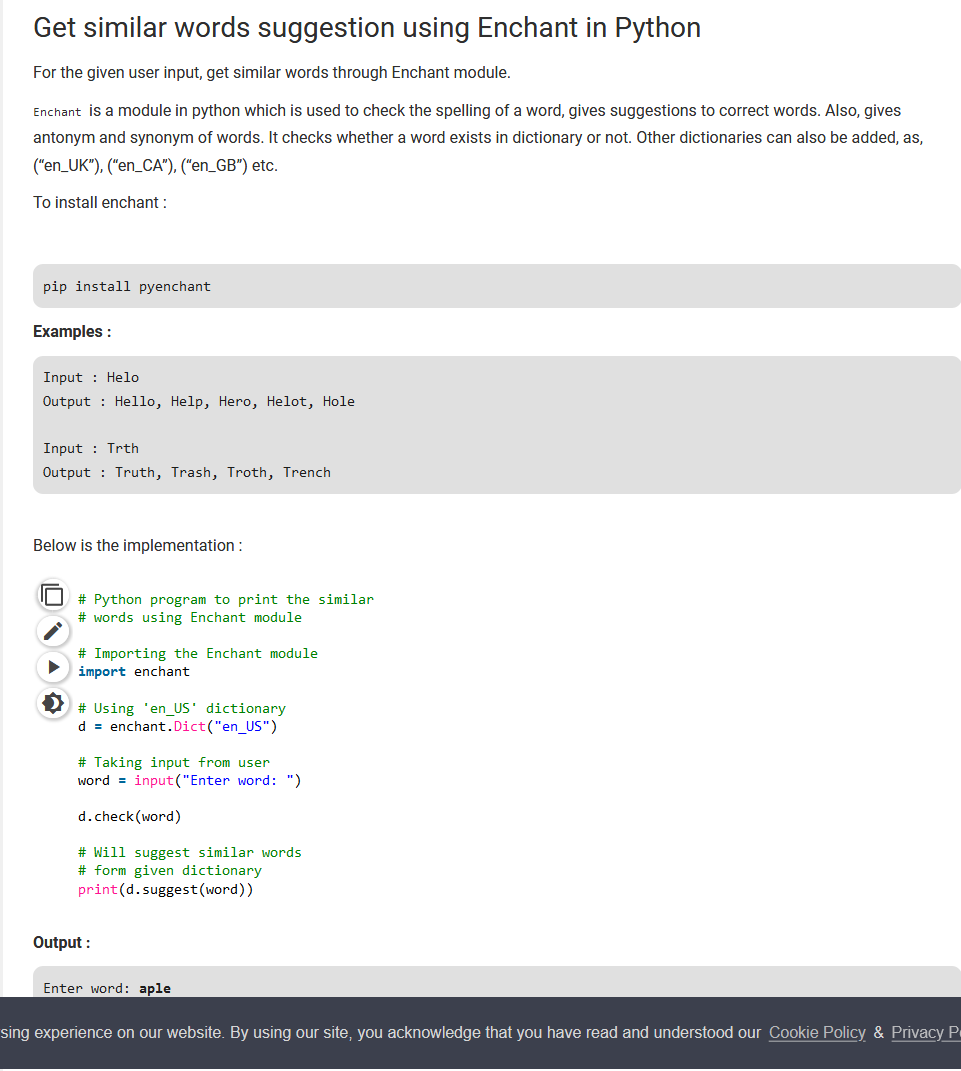 Get similar words suggestion using Enchant in Python
For the given user input, get similar words through Enchant module.
Enchant is a module in python which is used to check the spelling of a word, gives suggestions to correct words. Also, gives
antonym and synonym of words. It checks whether a word exists in dictionary or not. Other dictionaries can also be added, as,
(“en_UK”), (“en_CA”), (“en_GB”) etc.
To install enchant :
pip install pyenchant
Examples :
Input : Helo
Output : Hello, Help, Hero, Helot, Hole
Input : Trth
Output : Truth, Trash, Troth, Trench
Below is the implementation :
# Python program to print the similar
# words using Enchant module
# Importing the Enchant module
import enchant
# Using 'en_US' dictionary
d = enchant.Dict("en_US")
# Taking input from user
word = input("Enter word: ")
d.check(word)
# Will suggest similar words
# form given dictionary
print(d.suggest(word))
Output :
Enter word: aple
sing experience on our website. By using our site, you acknowledge that you have read and understood our Cookie Policy & Privacy P